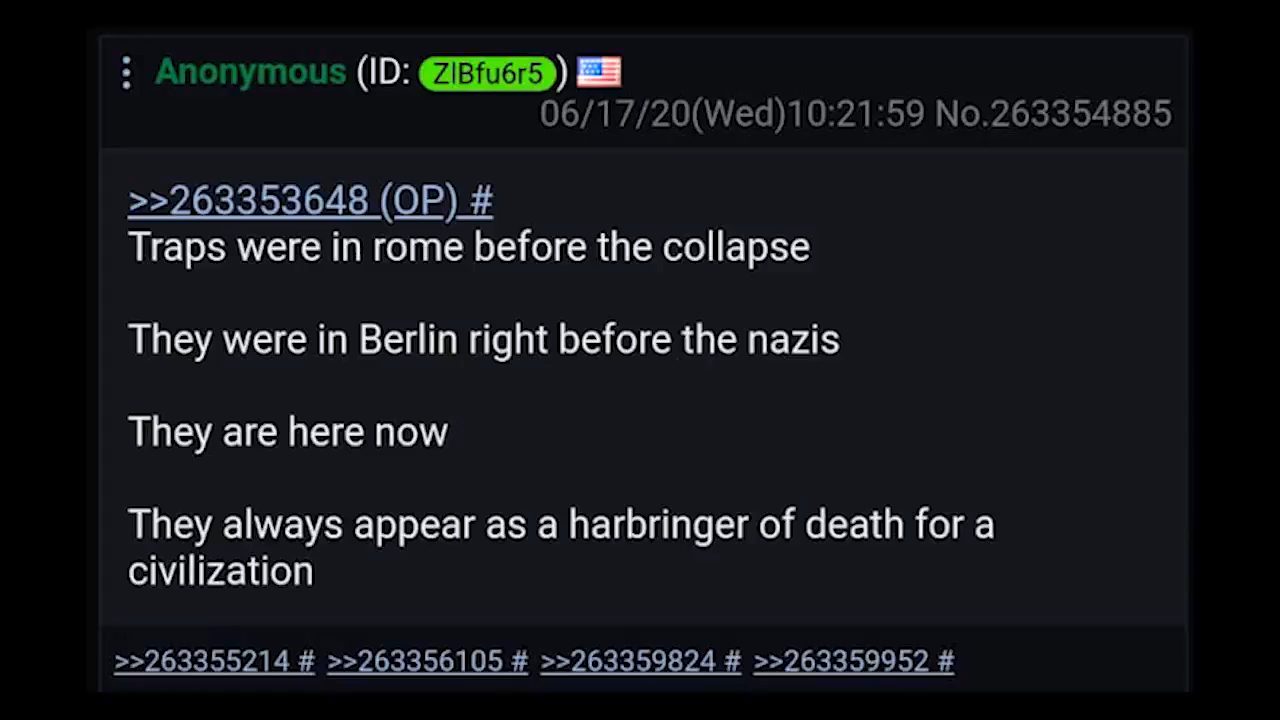 Anonymous (ID: ZlBfu6r5)
06/17/20(Wed)10:21:59 No.263354885
>>263353648 (OP) #
Traps were in rome before the collapse
They were in Berlin right before the nazis
They are here now
They always appear as a harbringer of death for a
civilization
>>263355214 # >>263356105 # >>263359824 # >>263359952 #